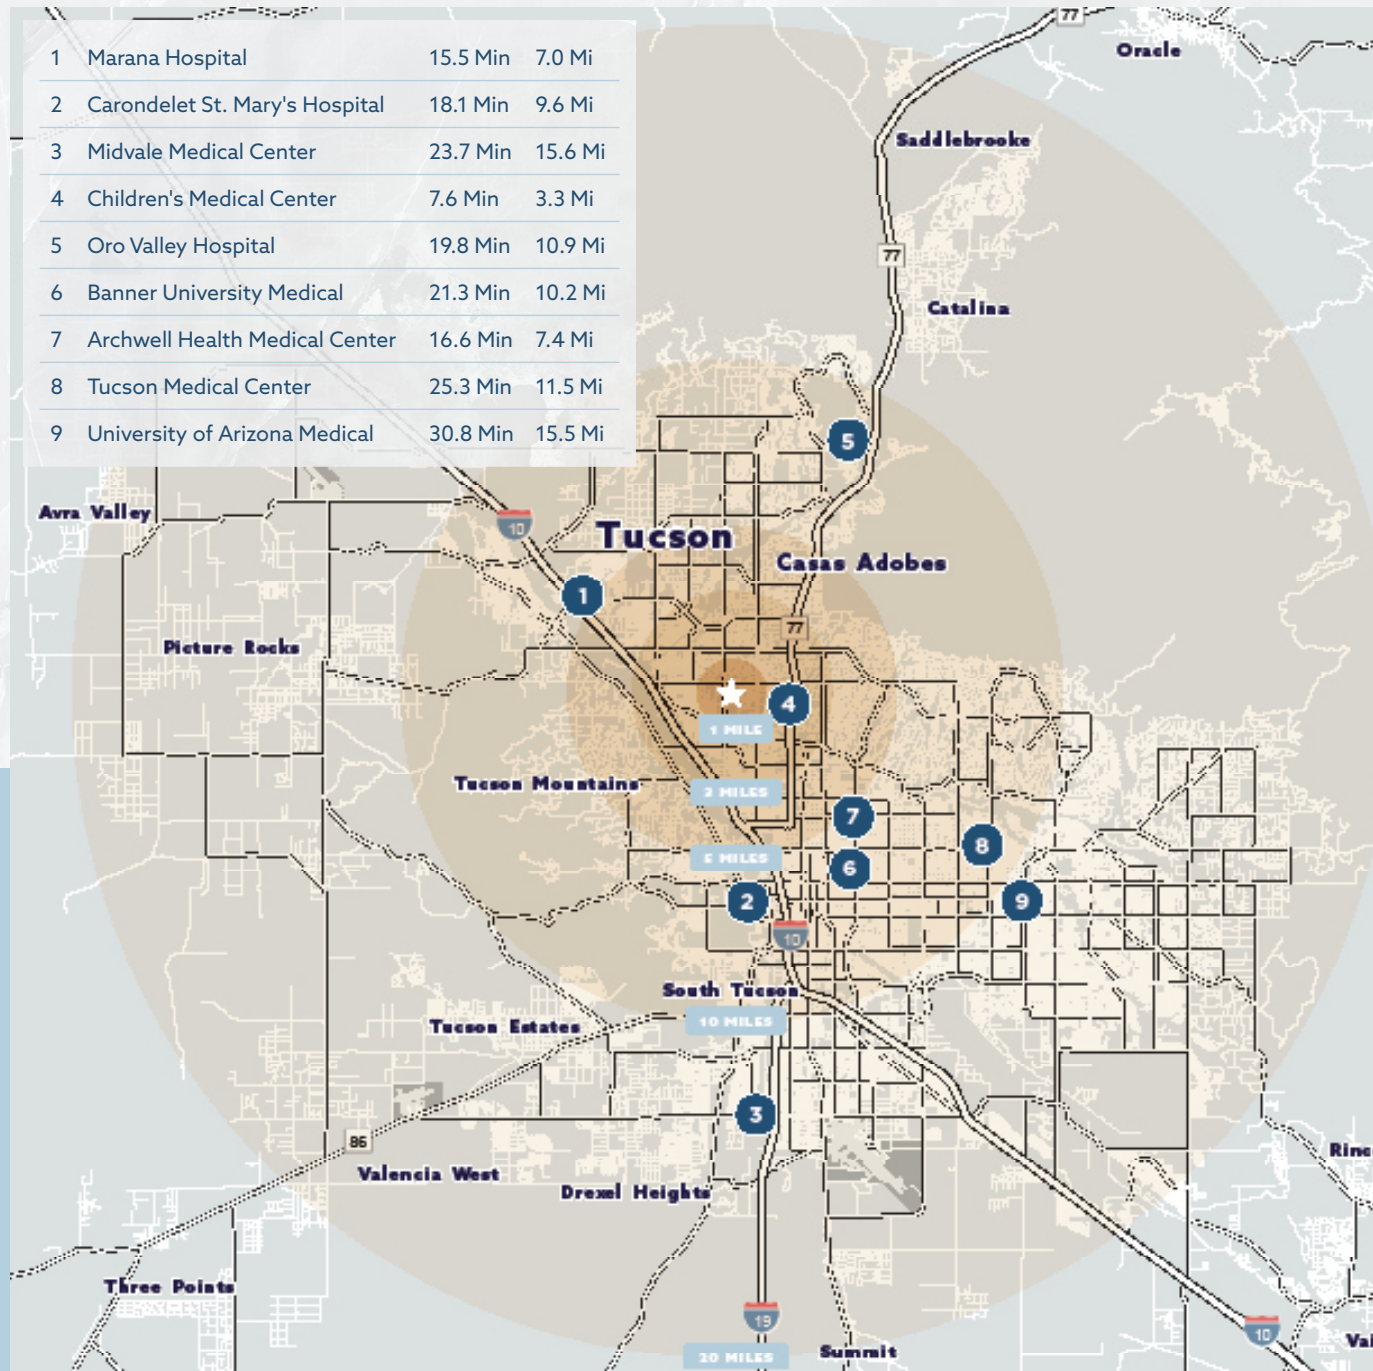 1 Marana Hospital 15.5 Min 7.0 Mi
2 Carondelet St. Mary's Hospital 18.1 Min 9.6 Mi
3 Midvale Medical Center 23.7 Min 15.6 Mi
4 Children's Medical Center 7.6 Min 3.3 Mi
5 Oro Valley Hospital 19.8 Min 10.9 Mi
6 Banner University Medical 21.3 Min 10.2 Mi
7 Archwell Health Medical Center 16.6 Min 7.4 Mi
8 Tucson Medical Center 25.3 Min 11.5 Mi
9 University of Arizona Medical 30.8 Min 15.5 Mi
77
Oracle
Saddlebrooke
77
Catalina
5
Avra Valley
10
Tucson
Casas Adobes
1
77
Picture Rocks
4
1 MILE
Tucson Mountains
3 MILES
7
8
5 MILES
6
2
9
10
South Tucson
10 MILES
Tucson Estates
3
86
Valencia West
Drexel Heights
Rinc
Three Points
19
10
Vai
Summit
20 MILES